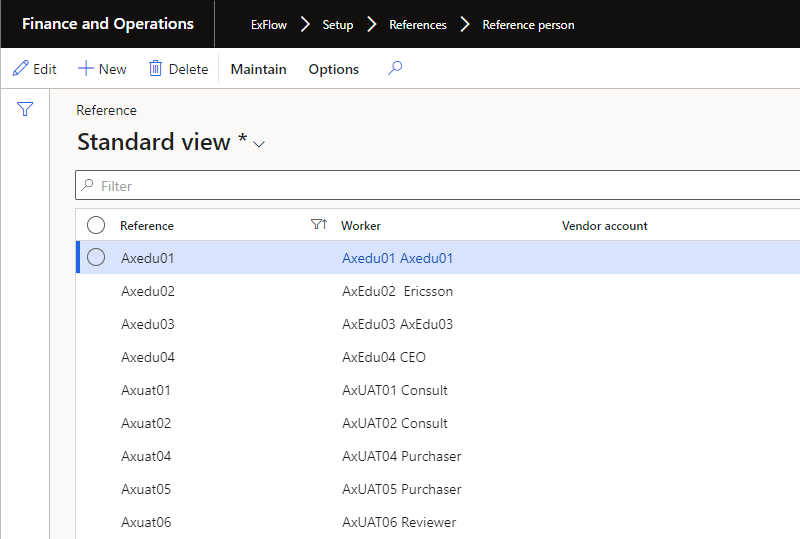 Finance and Operations ExFlow Setup References Reference person
Edit New Delete Maintain Options
Reference
Standard view *
Filter
Reference Worker Vendor account
Axedu01 Axedu01 Axedu01
Axedu02 AxEdu02 Ericsson
Axedu03 AxEdu03 AxEdu03
Axedu04 AxEdu04 CEO
Axuat01 AxUAT01 Consult
Axuat02 AxUAT02 Consult
Axuat04 AxUAT04 Purchaser
Axuat05 AxUAT05 Purchaser
Axuat06 AxUAT06 Reviewer